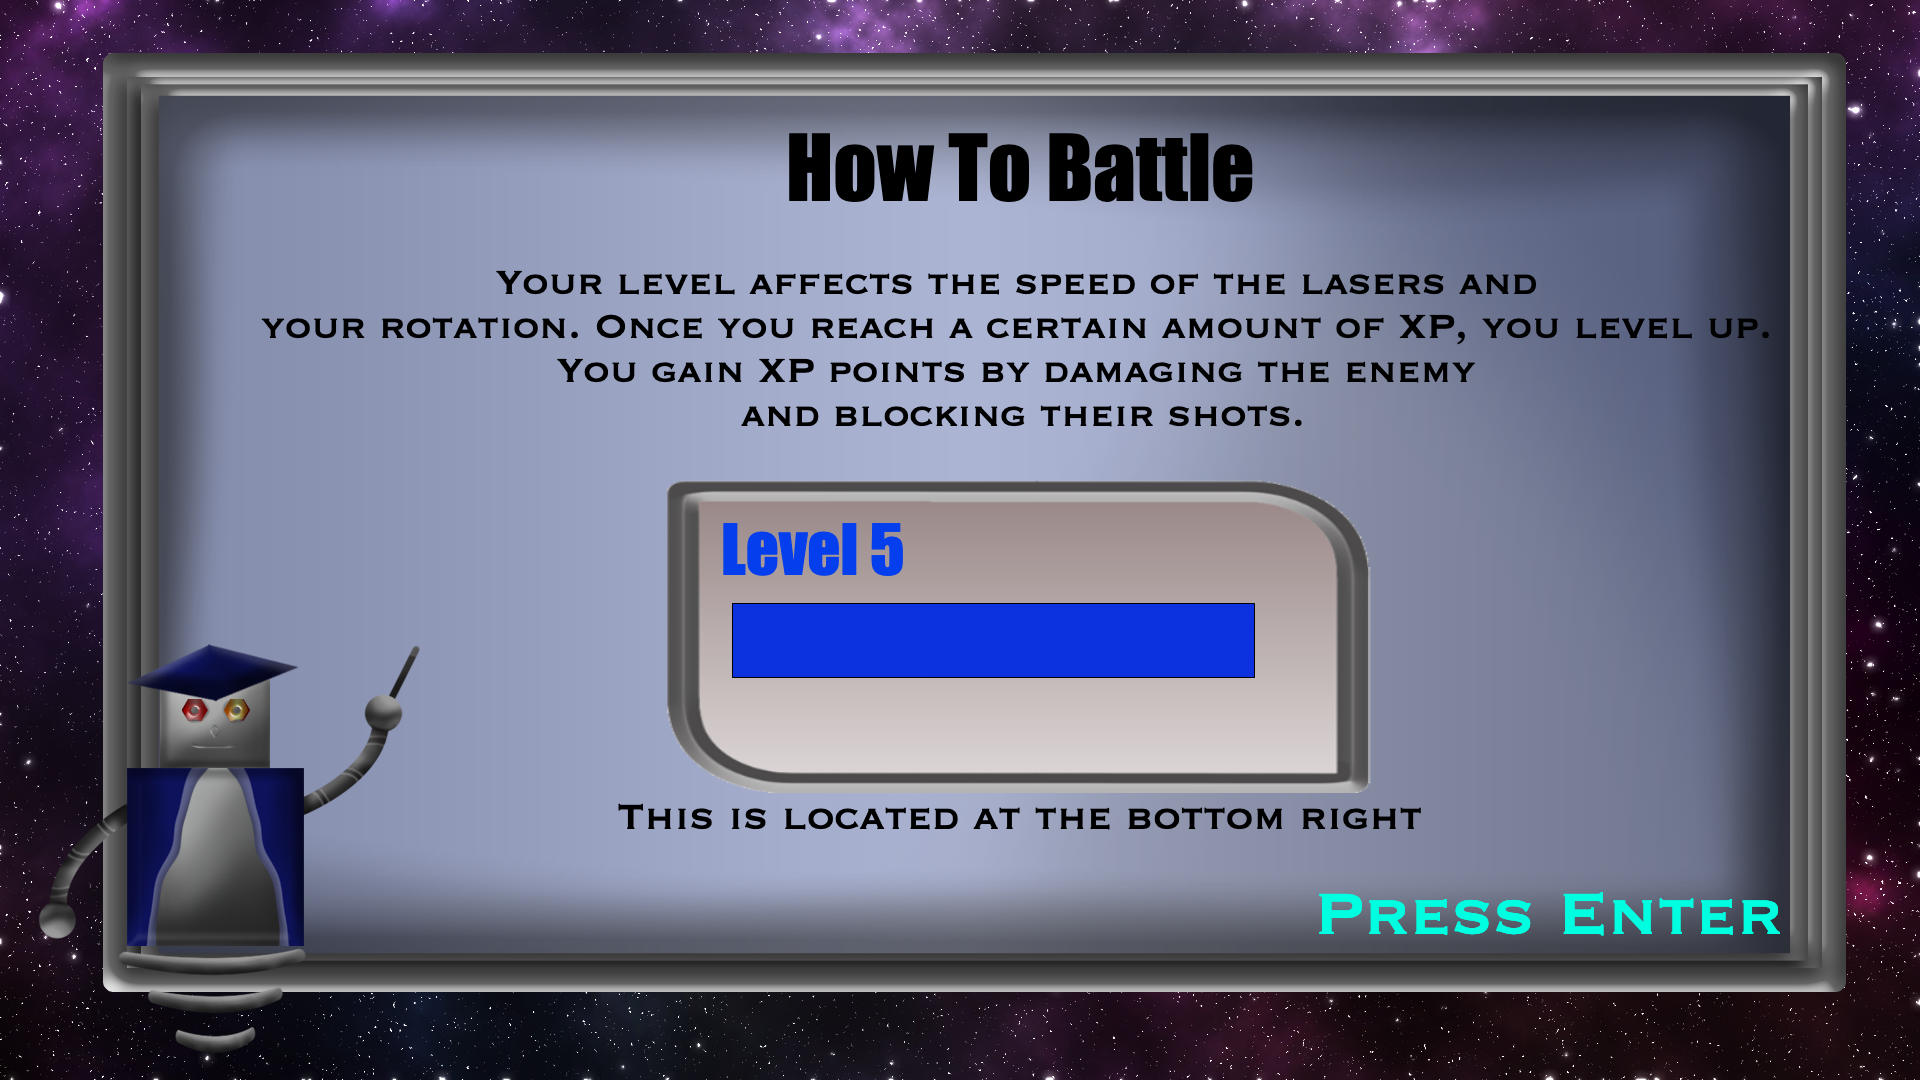 How To Battle
Your level affects the speed of the lasers and
your rotation. Once you reach a certain amount of XP, you level up.
You gain XP points by damaging the enemy
and blocking their shots.
Level 5
This is located at the bottom right
Press Enter